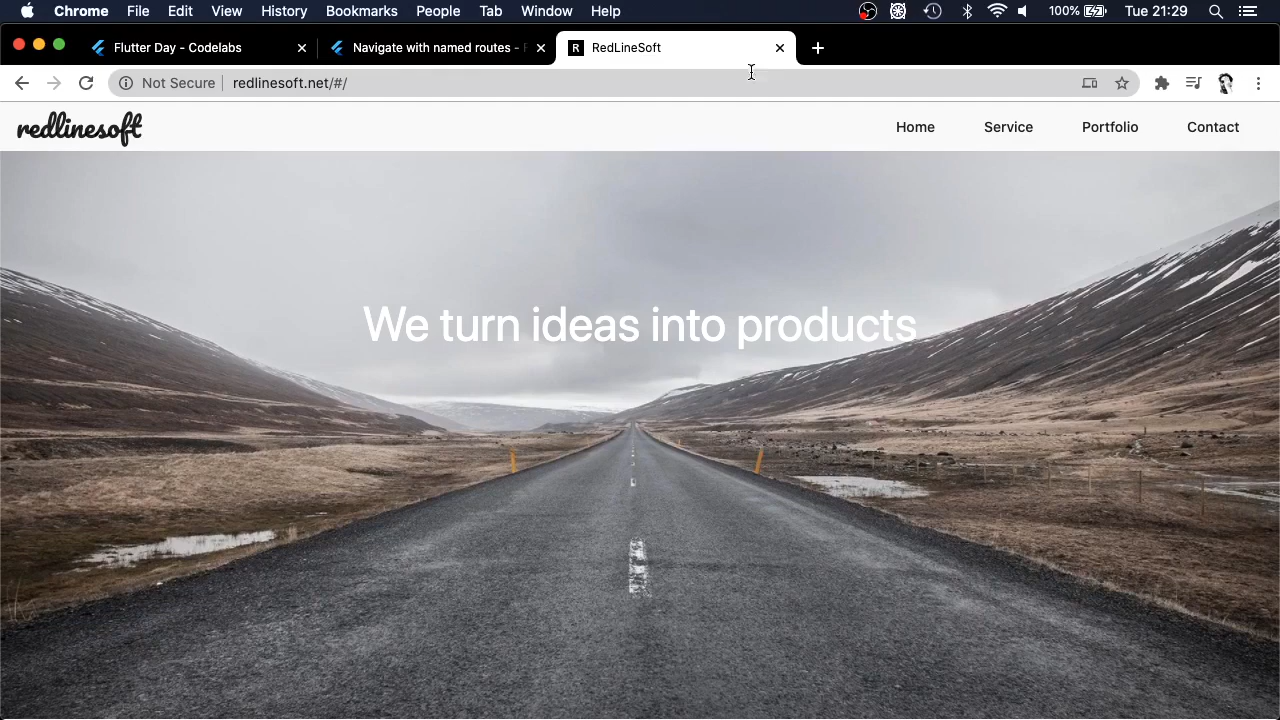 Chrome File Edit View History Bookmarks People Tab Window Help 100% Tue 21:29
Flutter Day - Codelabs Navigate with named routes - RedLineSoft
Not Secure redlinesoft.net/#/
redlinesoft Home Service Portfolio Contact
We turn ideas into products